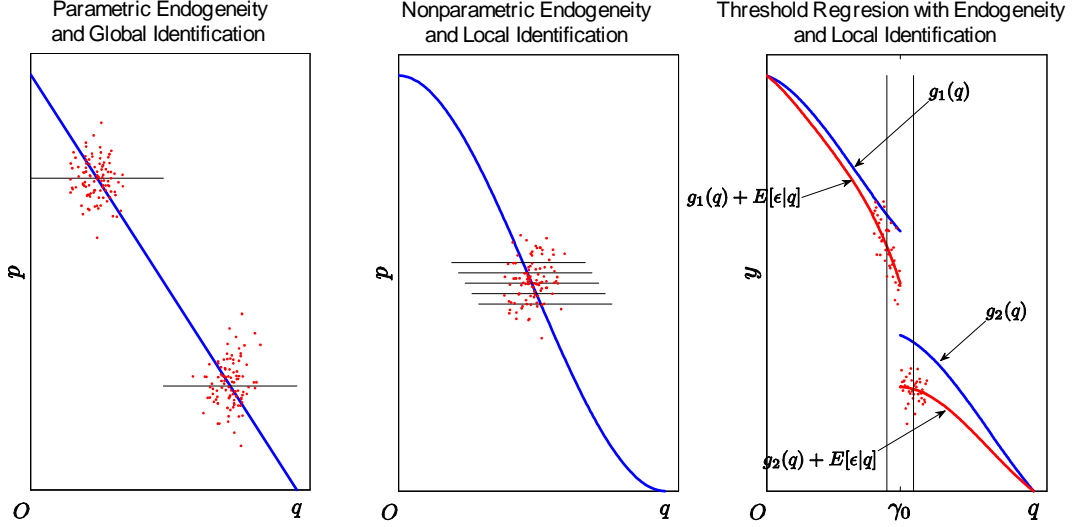 Parametric Endogeneity
and Global Identification
p
O
q
Nonparametric Endogeneity
and Local Identification
p
O
q
Threshold Regresion with Endogeneity
and Local Identification
g₁(q)
g₁(q) + E[ϵ|q]
y
g₂(q)
g₂(q) + E[ϵ|q]
O
γ₀
q